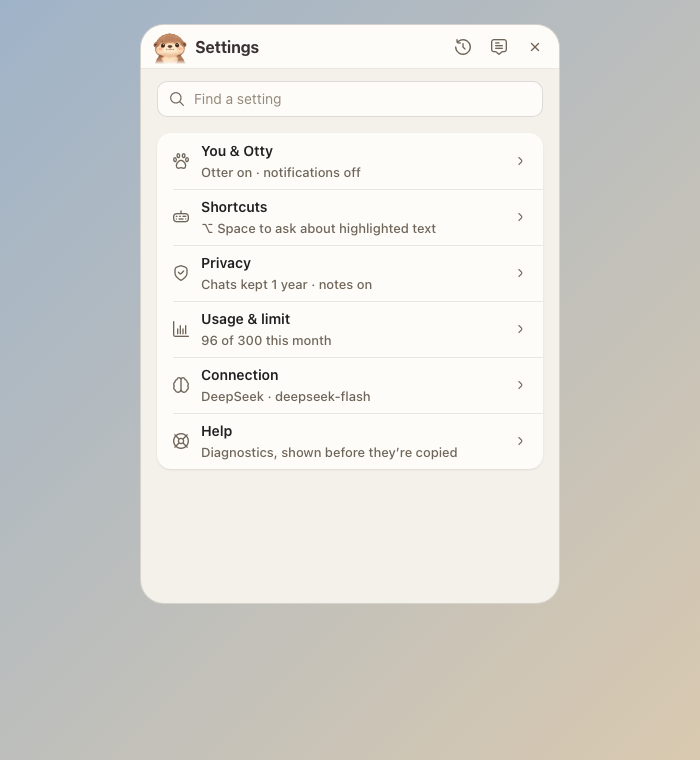 Settings
Find a setting
You & Otty
Otter on · notifications off
Shortcuts
⌥ Space to ask about highlighted text
Privacy
Chats kept 1 year · notes on
Usage & limit
96 of 300 this month
Connection
DeepSeek · deepseek-flash
Help
Diagnostics, shown before they’re copied